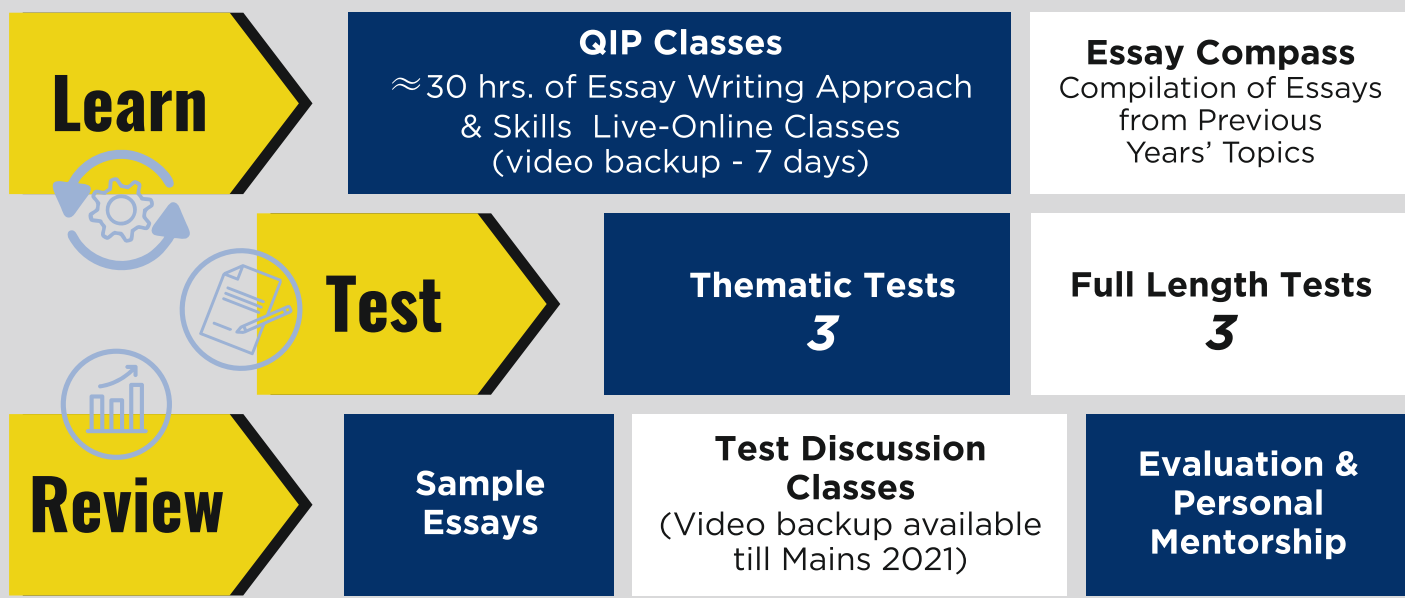 Learn
QIP Classes
≈30 hrs. of Essay Writing Approach
& Skills Live-Online Classes
(video backup - 7 days)
Essay Compass
Compilation of Essays
from Previous
Years’ Topics
Test
Thematic Tests
3
Full Length Tests
3
Review
Sample
Essays
Test Discussion
Classes
(Video backup available
till Mains 2021)
Evaluation &
Personal
Mentorship